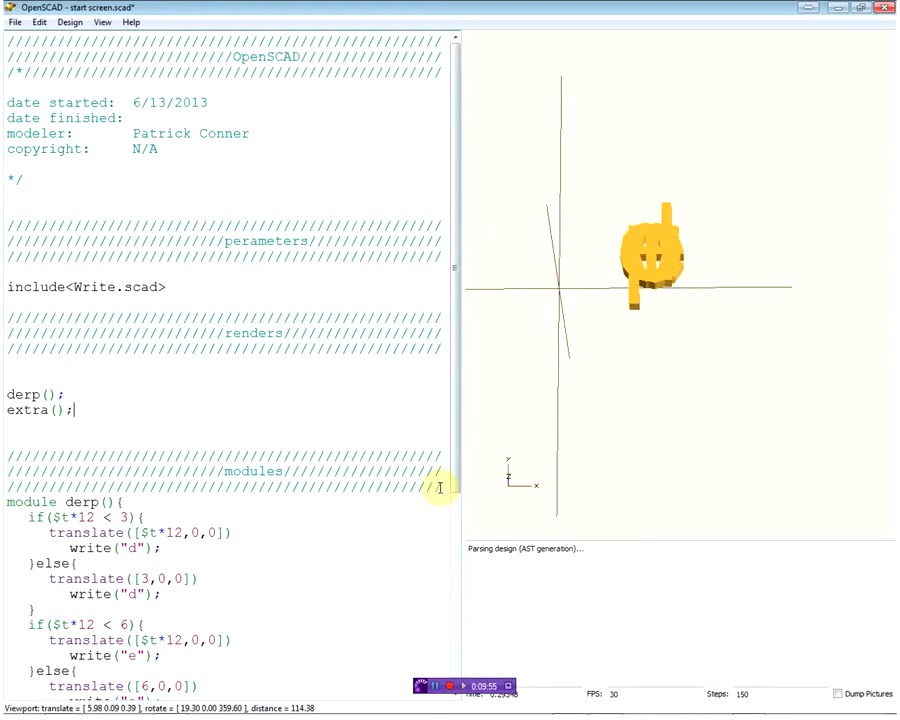 OpenSCAD - start screen.scad*
File Edit Design View Help
////////////////////////////////////////////////////
///////////////////////////OpenSCAD/////////////////
/*//////////////////////////////////////////////////
date started: 6/13/2013
date finished:
modeler: Patrick Conner
copyright: N/A
*/
////////////////////////////////////////////////////
//////////////////////////perameters////////////////
////////////////////////////////////////////////////
include<Write.scad>
////////////////////////////////////////////////////
//////////////////////////renders///////////////////
////////////////////////////////////////////////////
derp();
extra();
////////////////////////////////////////////////////
//////////////////////////modules///////////////////
////////////////////////////////////////////////////
module derp(){
if($t*12 < 3){
translate([$t*12,0,0])
write("d");
}else{
translate([3,0,0])
write("d");
}
if($t*12 < 6){
translate([$t*12,0,0])
write("e");
}else{
translate([6,0,0])
Y
Z
X
Parsing design (AST generation)...
0:09:55
Time: FPS: 30 Steps: 150 Dump Pictures
Viewport: translate = [ 5.98 0.09 0.39 ], rotate = [ 19.30 0.00 359.60 ], distance = 114.38